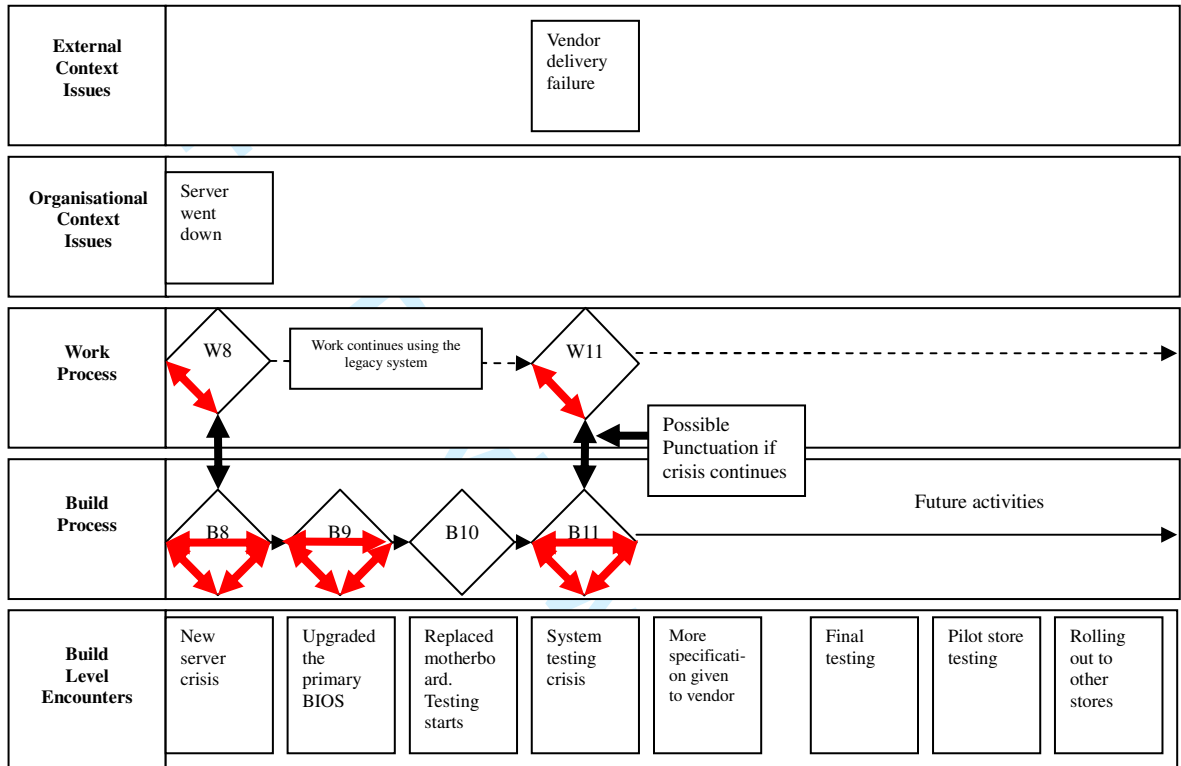 External
Context
Issues
Vendor
delivery
failure
Organisational
Context
Issues
Server
went
down
Work
Process
W8
Work continues using the
legacy system
W11
Possible
Punctuation if
crisis continues
Build
Process
B8
B9
B10
B11
Future activities
Build
Level
Encounters
New
server
crisis
Upgraded
the
primary
BIOS
Replaced
motherbo
ard.
Testing
starts
System
testing
crisis
More
specificati-
on given
to vendor
Final
testing
Pilot store
testing
Rolling
out to
other
stores